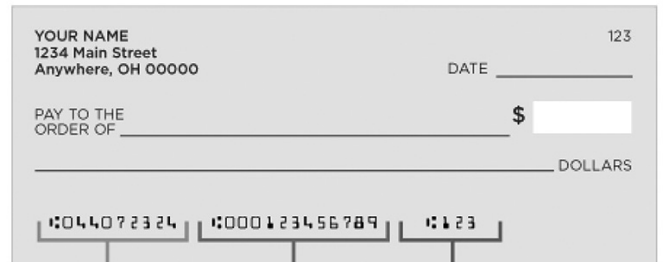 YOUR NAME 123
1234 Main Street
Anywhere, OH 00000
DATE
PAY TO THE
ORDER OF $
DOLLARS
⑆044072324 ⑆000123456789 ⑆123